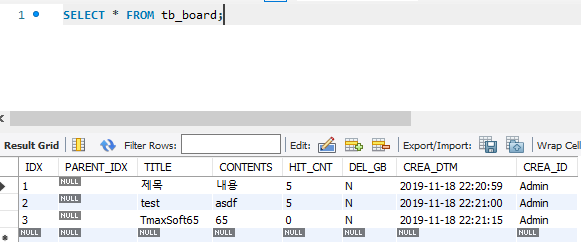 1 SELECT * FROM tb_board;
Result Grid Filter Rows: Edit: Export/Import: Wrap Cell
IDX PARENT_IDX TITLE CONTENTS HIT_CNT DEL_GB CREA_DTM CREA_ID
1 NULL 제목 내용 5 N 2019-11-18 22:20:59 Admin
2 NULL test asdf 5 N 2019-11-18 22:21:00 Admin
3 NULL TmaxSoft65 65 0 N 2019-11-18 22:21:15 Admin
NULL NULL NULL NULL NULL NULL NULL NULL